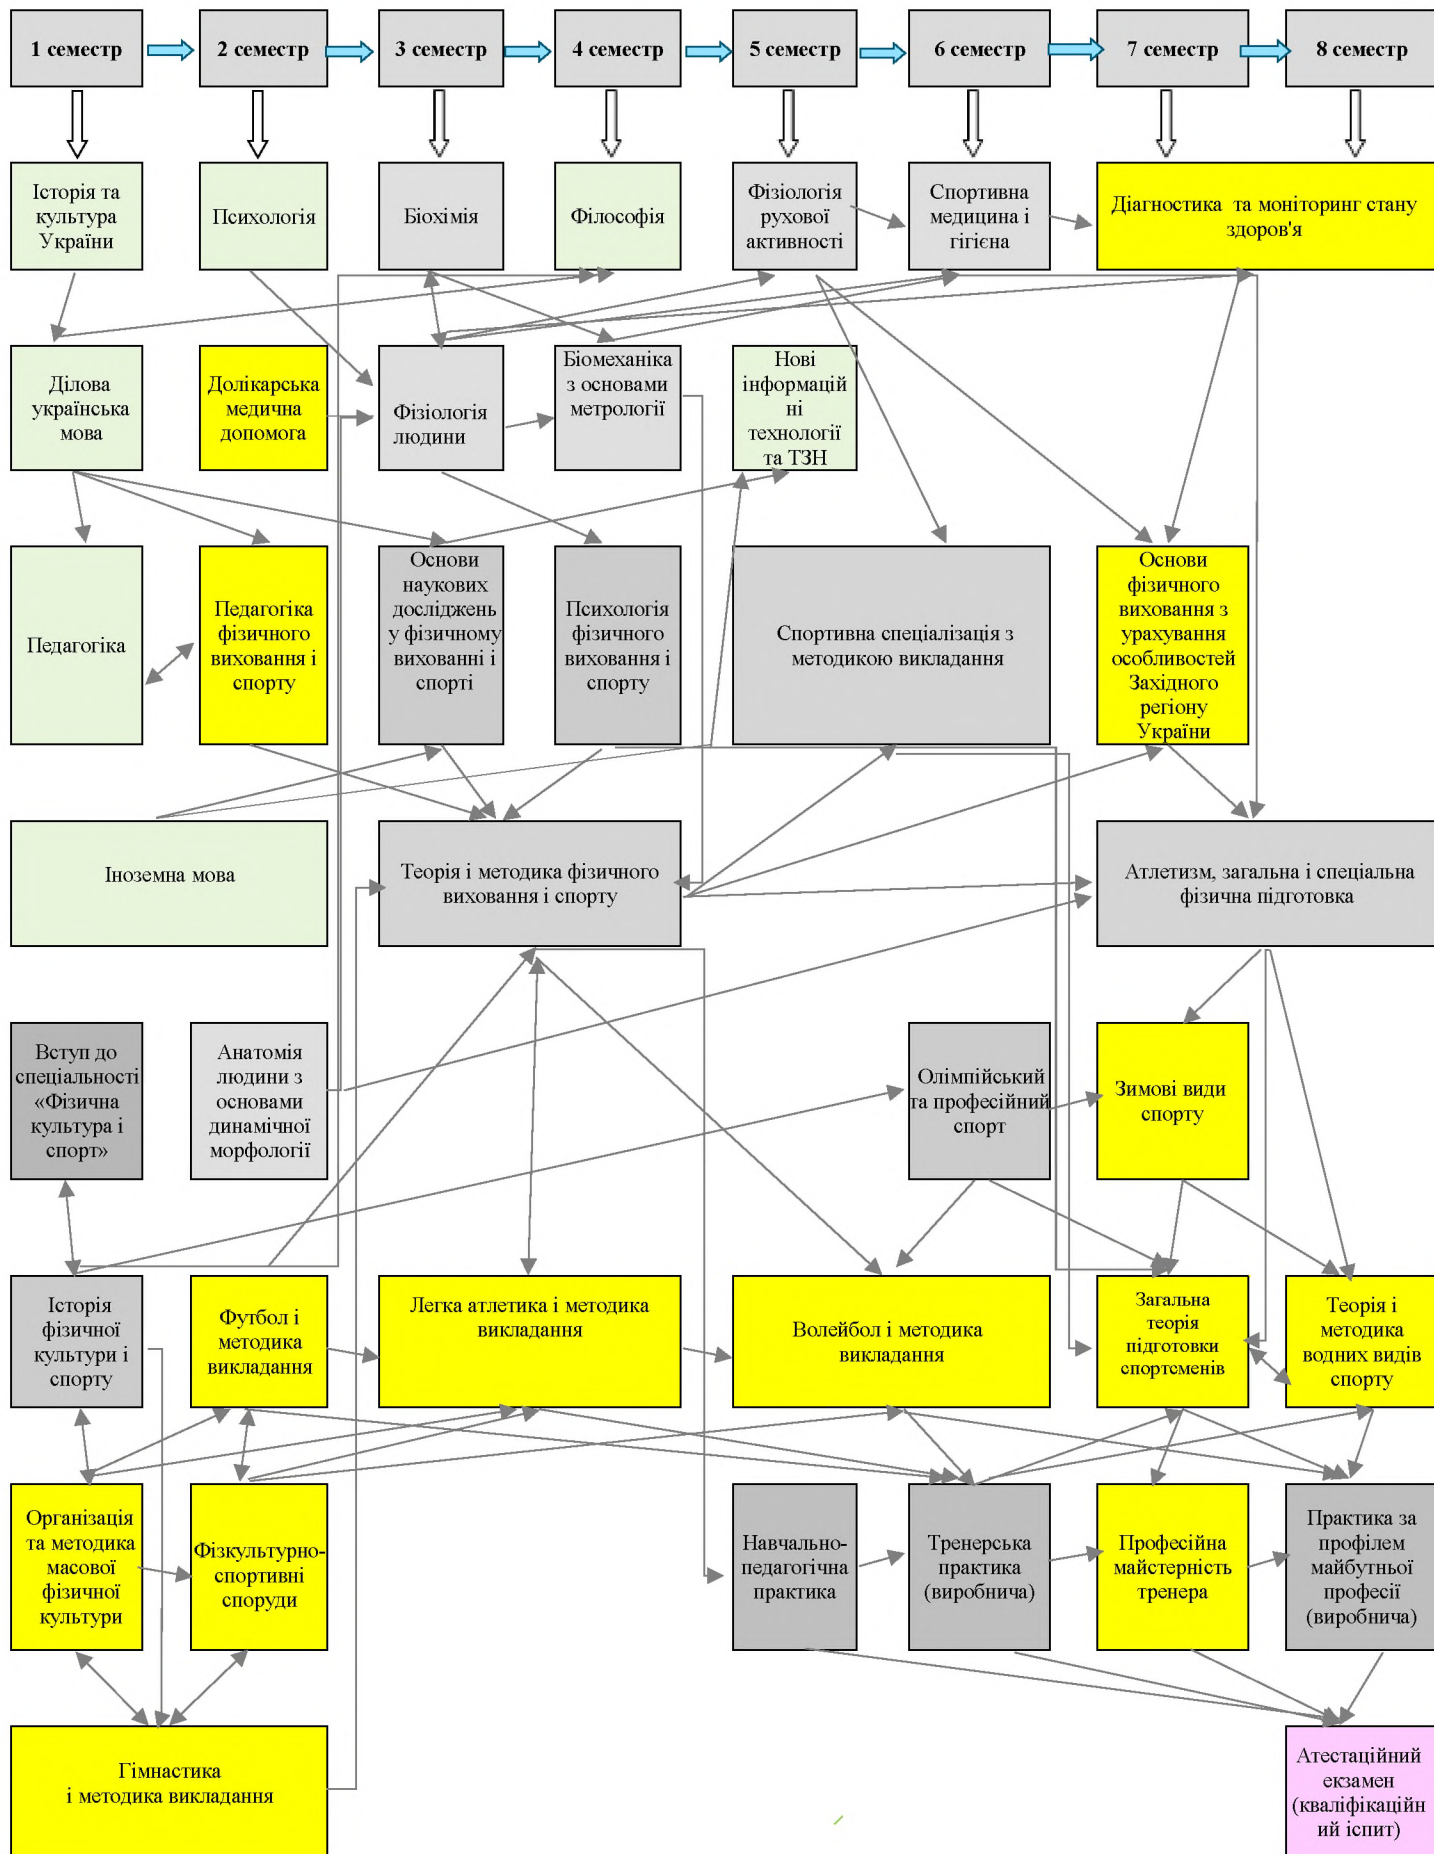 1 семестр
2 семестр
3 семестр
4 семестр
5 семестр
6 семестр
7 семестр
8 семестр
Історія та
культура
України
Психологія
Біохімія
Філософія
Фізіологія
рухової
активності
Спортивна
медицина і
гігієна
Діагностика та моніторинг стану
здоров'я
Ділова
українська
мова
Долікарська
медична
допомога
Фізіологія
людини
Біомеханіка
з основами
метрології
Нові
інформацій
ні
технології
та ТЗН
Педагогіка
Педагогіка
фізичного
виховання і
спорту
Основи
наукових
досліджень
у фізичному
вихованні і
спорті
Психологія
фізичного
виховання і
спорту
Спортивна спеціалізація з
методикою викладання
Основи
фізичного
виховання з
урахування
особливостей
Західного
регіону
України
Іноземна мова
Теорія і методика фізичного
виховання і спорту
Атлетизм, загальна і спеціальна
фізична підготовка
Вступ до
спеціальності
«Фізична
культура і
спорт»
Анатомія
людини з
основами
динамічної
морфології
Олімпійський
та професійний
спорт
Зимові види
спорту
Історія
фізичної
культури і
спорту
Футбол і
методика
викладання
Легка атлетика і методика
викладання
Волейбол і методика
викладання
Загальна
теорія
підготовки
спортсменів
Теорія і
методика
водних видів
спорту
Організація
та методика
масової
фізичної
культури
Фізкультурно-
спортивні
споруди
Навчально-
педагогічна
практика
Тренерська
практика
(виробнича)
Професійна
майстерність
тренера
Практика за
профілем
майбутньої
професії
(виробнича)
Гімнастика
і методика викладання
Атестаційний
екзамен
(кваліфікаційн
ий іспит)